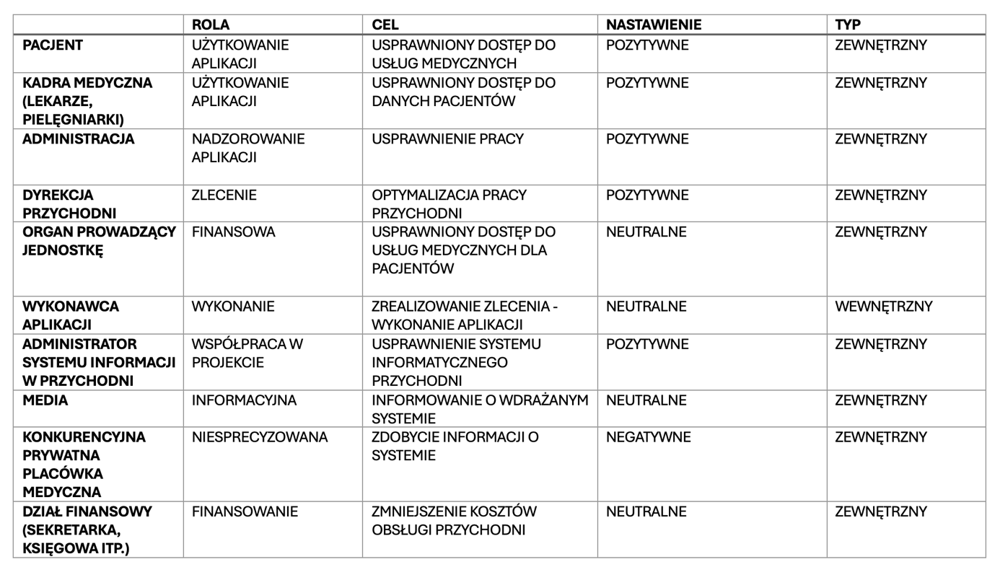 ROLA CEL NASTAWIENIE TYP
PACJENT UŻYTKOWANIE USPRAWNIONY DOSTĘP DO POZYTYWNE ZEWNĘTRZNY
APLIKACJI USŁUG MEDYCZNYCH
KADRA MEDYCZNA UŻYTKOWANIE USPRAWNIONY DOSTĘP DO POZYTYWNE ZEWNĘTRZNY
(LEKARZE, APLIKACJI DANYCH PACJENTÓW
PIELĘGNIARKI)
ADMINISTRACJA NADZOROWANIE USPRAWNIENIE PRACY POZYTYWNE ZEWNĘTRZNY
APLIKACJI
DYREKCJA ZLECENIE OPTYMALIZACJA PRACY POZYTYWNE ZEWNĘTRZNY
PRZYCHODNI PRZYCHODNI
ORGAN PROWADZĄCY FINANSOWA USPRAWNIONY DOSTĘP DO NEUTRALNE ZEWNĘTRZNY
JEDNOSTKĘ USŁUG MEDYCZNYCH DLA
PACJENTÓW
WYKONAWCA WYKONANIE ZREALIZOWANIE ZLECENIA - NEUTRALNE WEWNĘTRZNY
APLIKACJI WYKONANIE APLIKACJI
ADMINISTRATOR WSPÓŁPRACA W USPRAWNIENIE SYSTEMU POZYTYWNE ZEWNĘTRZNY
SYSTEMU INFORMACJI PROJEKCIE INFORMATYCZNEGO
W PRZYCHODNI PRZYCHODNI
MEDIA INFORMACYJNA INFORMOWANIE O WDRAŻANYM NEUTRALNE ZEWNĘTRZNY
SYSTEMIE
KONKURENCYJNA NIESPRECYZOWANA ZDOBYCIE INFORMACJI O NEGATYWNE ZEWNĘTRZNY
PRYWATNA SYSTEMIE
PLACÓWKA
MEDYCZNA
DZIAŁ FINANSOWY FINANSOWANIE ZMNIEJSZENIE KOSZTÓW NEUTRALNE ZEWNĘTRZNY
(SEKRETARKA, OBSŁUGI PRZYCHODNI
KSIĘGOWA ITP.)